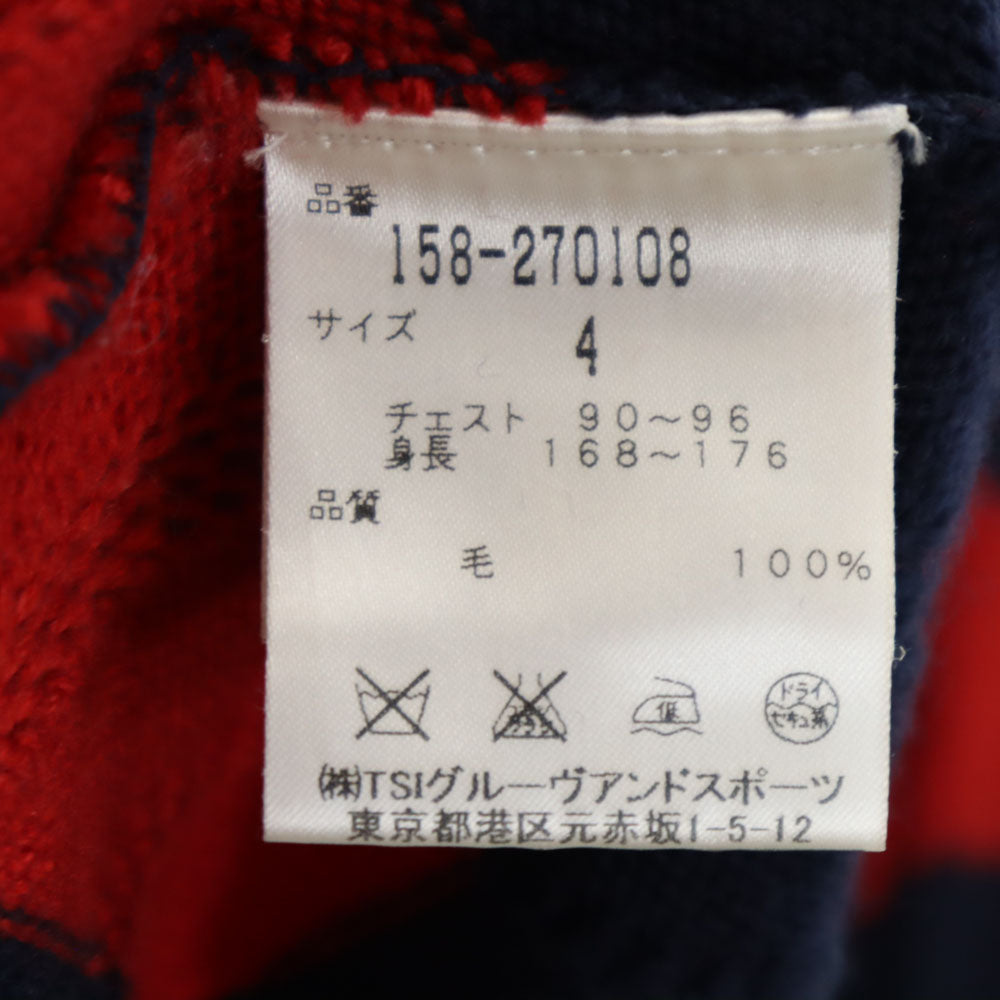 品番
158-270108
サイズ 4
チェスト 90～96
身長 168～176
品質
毛 100%
低
ドライ
セキュ系
㈱TSIグルーヴアンドスポーツ
東京都港区元赤坂1-5-12